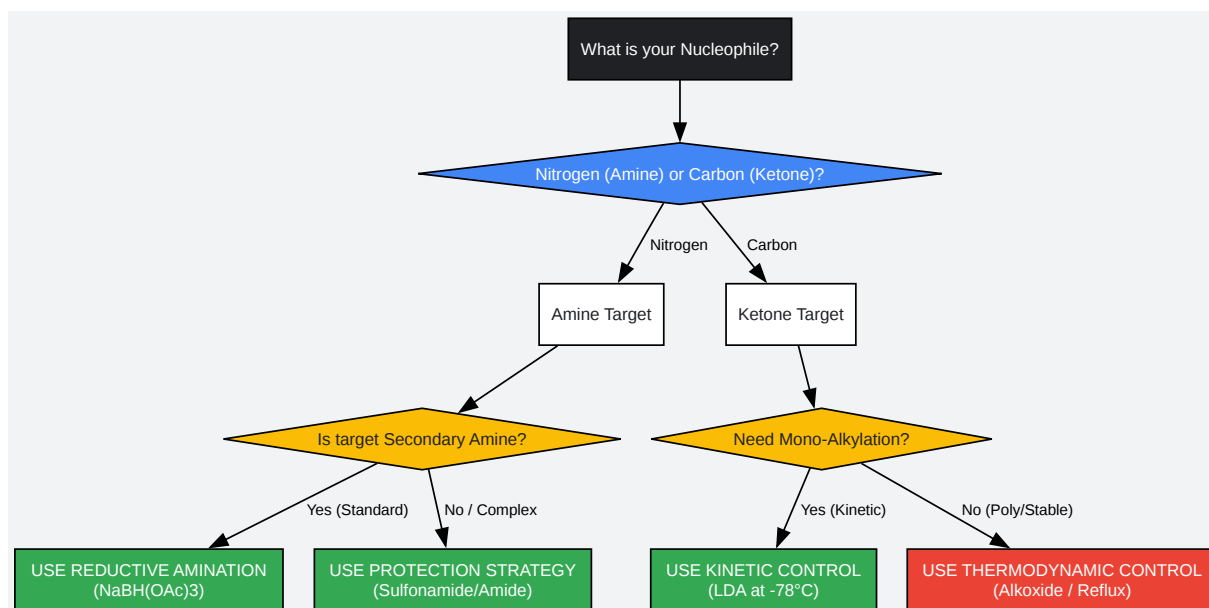 What is your Nucleophile?
Nitrogen (Amine) or Carbon (Ketone)?
Nitrogen
Carbon
Amine Target
Ketone Target
Is target Secondary Amine?
Need Mono-Alkylation?
Yes (Standard)
No / Complex
Yes (Kinetic)
No (Poly/Stable)
USE REDUCTIVE AMINATION
(NaBH(OAc)3)
USE PROTECTION STRATEGY
(Sulfonamide/Amide)
USE KINETIC CONTROL
(LDA at -78°C)
USE THERMODYNAMIC CONTROL
(Alkoxide / Reflux)